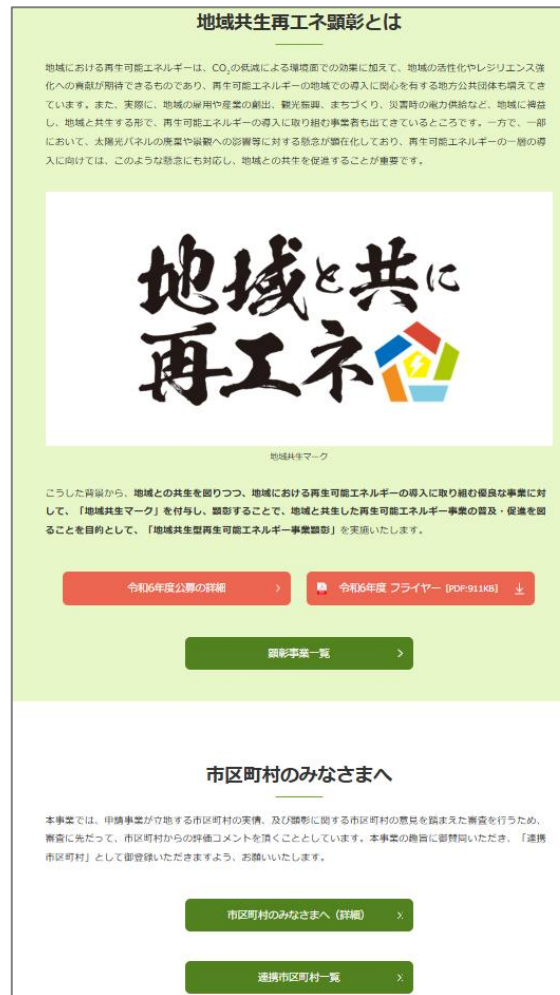 地域共生再エネ顕彰とは
地域における再生可能エネルギーは、CO2の低減による環境面での効果に加えて、地域の活性化やレジリエンス強
化への貢献が期待できるものであり、再生可能エネルギーの地域での導入に関心を有する地方公共団体も増えてき
ています。また、実際に、地域の雇用や産業の創出、観光振興、まちづくり、災害時の電力供給など、地域に裨益
し、地域と共生する形で、再生可能エネルギーの導入に取り組む事業者も出てきているところです。一方で、一部
において、太陽光パネルの廃棄や景観への影響等に対する懸念が顕在化しており、再生可能エネルギーの一層の導
入に向けては、このような懸念にも対応し、地域との共生を促進することが重要です。
地域と共に
再エネ
地域共生マーク
こうした背景から、地域との共生を図りつつ、地域における再生可能エネルギーの導入に取り組む優良な事業に対
して、「地域共生マーク」を付与し、顕彰することで、地域と共生した再生可能エネルギー事業の普及・促進を図
ることを目的として、「地域共生型再生可能エネルギー事業顕彰」を実施いたします。
令和6年度公募の詳細
令和6年度 フライヤー [PDF:911KB]
顕彰事業一覧
市区町村のみなさまへ
本事業では、申請事業が立地する市区町村の実情、及び顕彰に関する市区町村の意見を踏まえた審査を行うため、
審査に先だって、市区町村からの評価コメントを頂くこととしています。本事業の趣旨に御賛同いただき、「連携
市区町村」として御登録いただきますよう、お願いいたします。
市区町村のみなさまへ（詳細）
連携市区町村一覧